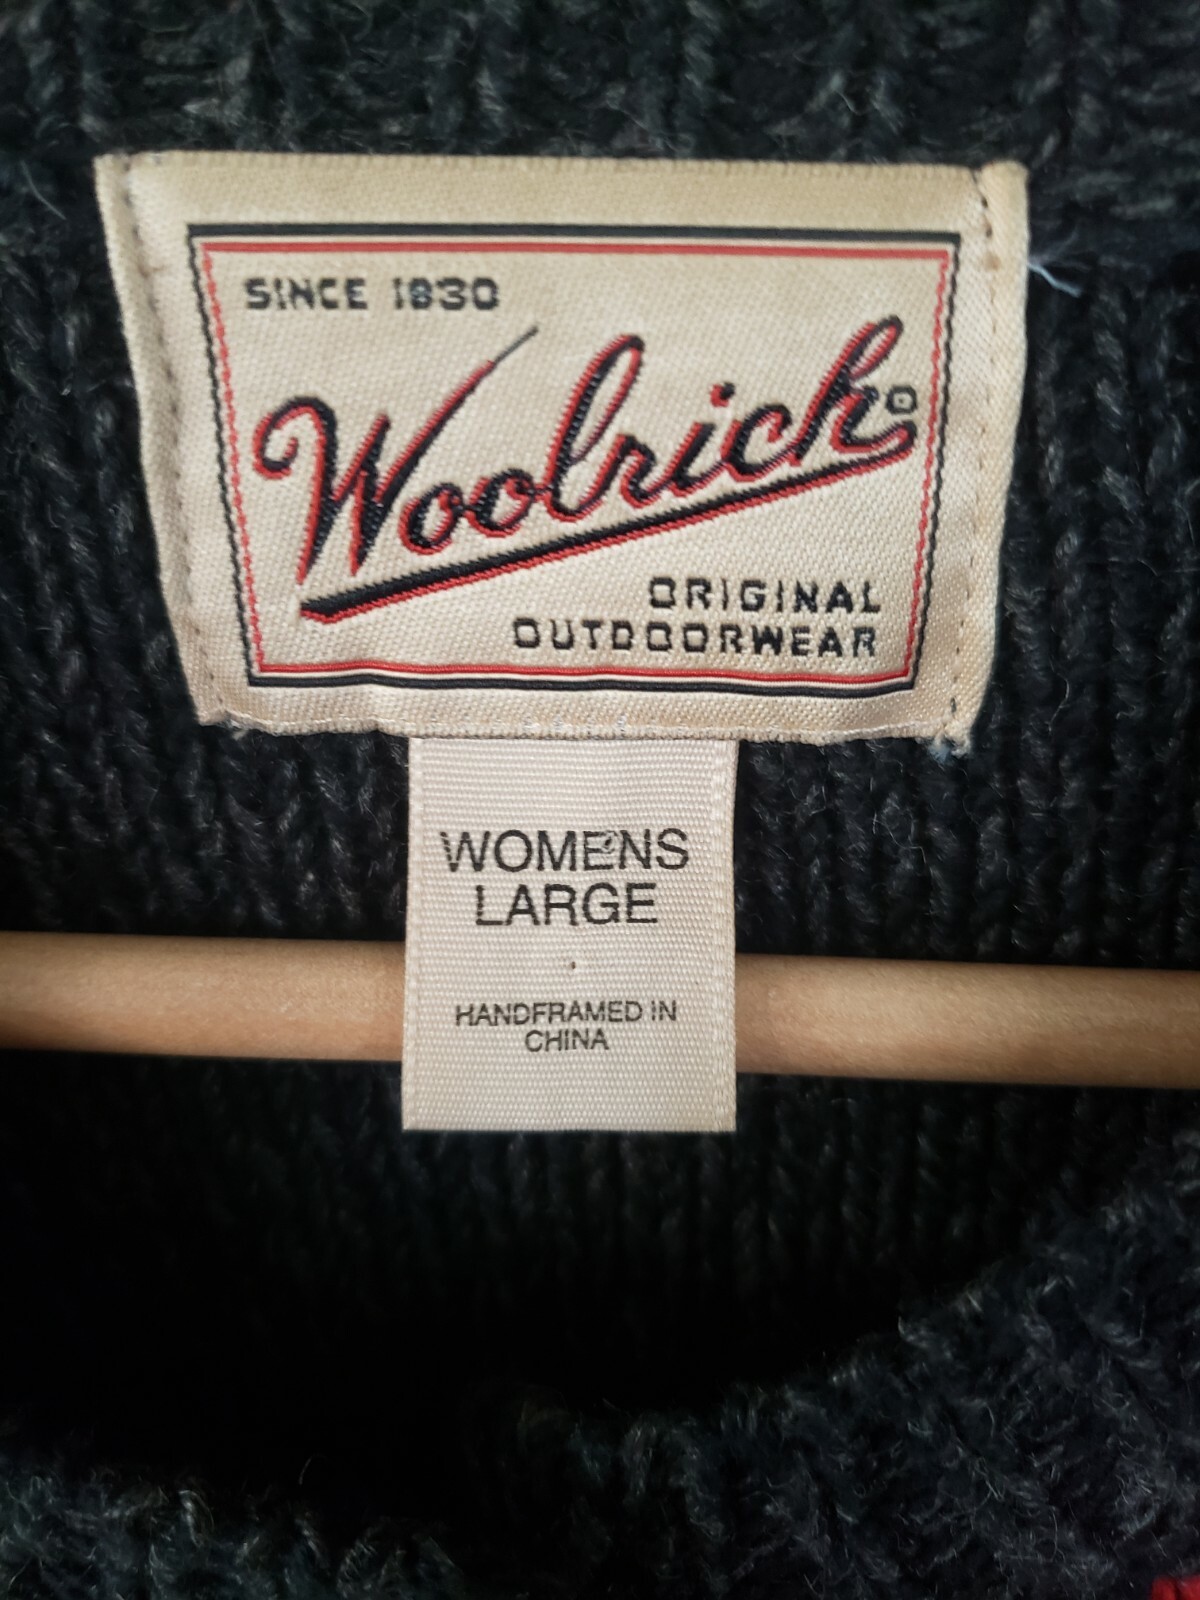 SINCE 1830
Woolrich®
ORIGINAL
OUTDOORWEAR
WOMENS
LARGE
HANDFRAMED IN
CHINA